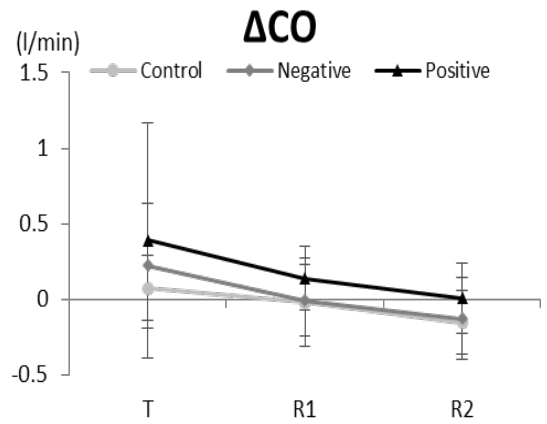 ΔCO
(l/min)
1.5
Control Negative Positive
1
0.5
0
-0.5
T R1 R2